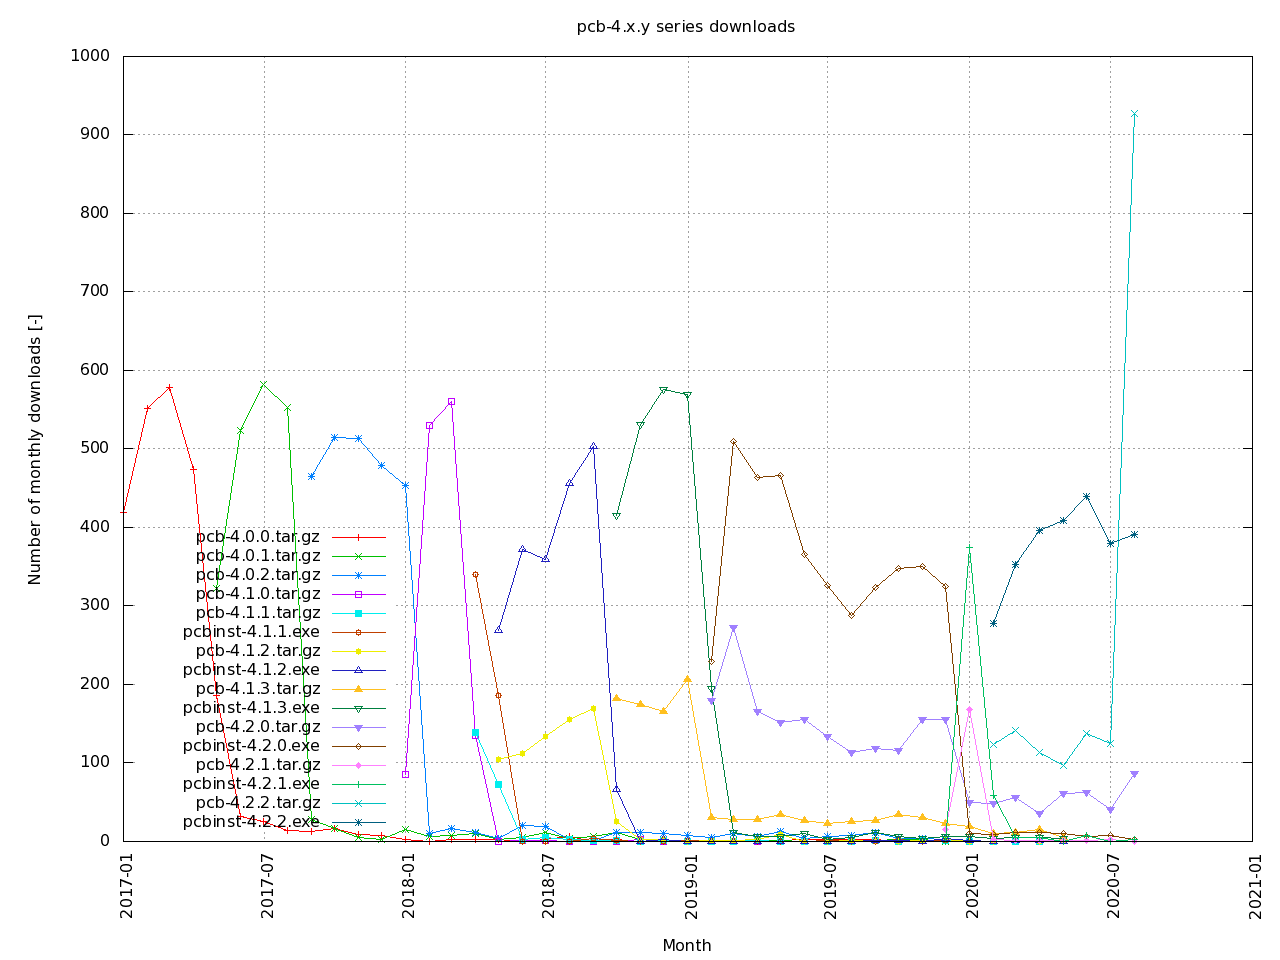 pcb-4.x.y series downloads
1000
900
800
700
600
500
400
300
200
100
0
Number of monthly downloads [-]
pcb-4.0.0.tar.gz
pcb-4.0.1.tar.gz
pcb-4.0.2.tar.gz
pcb-4.1.0.tar.gz
pcb-4.1.1.tar.gz
pcbinst-4.1.1.exe
pcb-4.1.2.tar.gz
pcbinst-4.1.2.exe
pcb-4.1.3.tar.gz
pcbinst-4.1.3.exe
pcb-4.2.0.tar.gz
pcbinst-4.2.0.exe
pcb-4.2.1.tar.gz
pcbinst-4.2.1.exe
pcb-4.2.2.tar.gz
pcbinst-4.2.2.exe
2017-01
2017-07
2018-01
2018-07
2019-01
2019-07
2020-01
2020-07
2021-01
Month